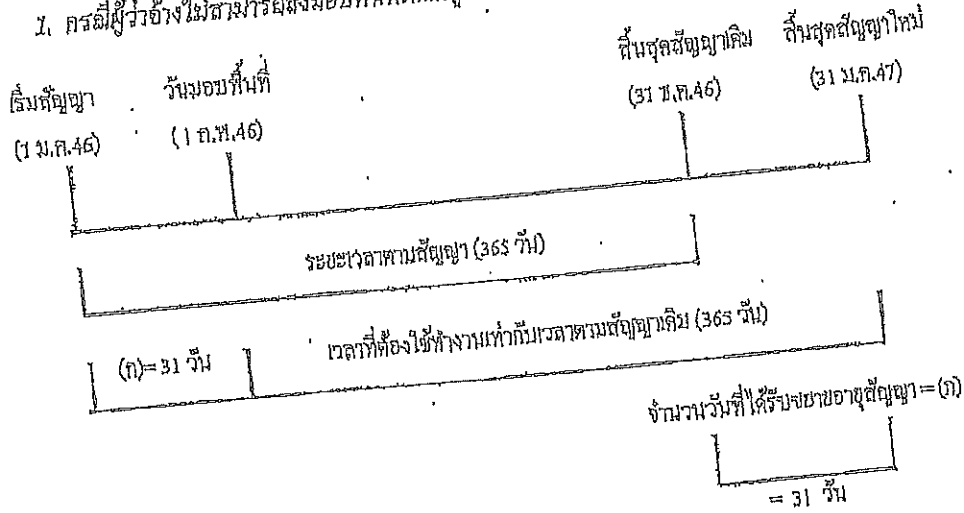 1. กรณีผู้ว่าจ้างไม่สามารถส่งมอบ
เริ่มสัญญา วันมอบพื้นที่ สิ้นสุดสัญญาเดิม สิ้นสุดสัญญาใหม่
(1 ม.ค.46) (1 ก.พ.46) (31 ธ.ค.46) (31 ม.ค.47)
ระยะเวลาตามสัญญา (365 วัน)
(ก)=31 วัน เวลาที่ต้องใช้ทำงานเท่ากับเวลาตามสัญญาเดิม (365 วัน)
จำนวนวันที่ได้รับขยายอายุสัญญา = (ก)
= 31 วัน